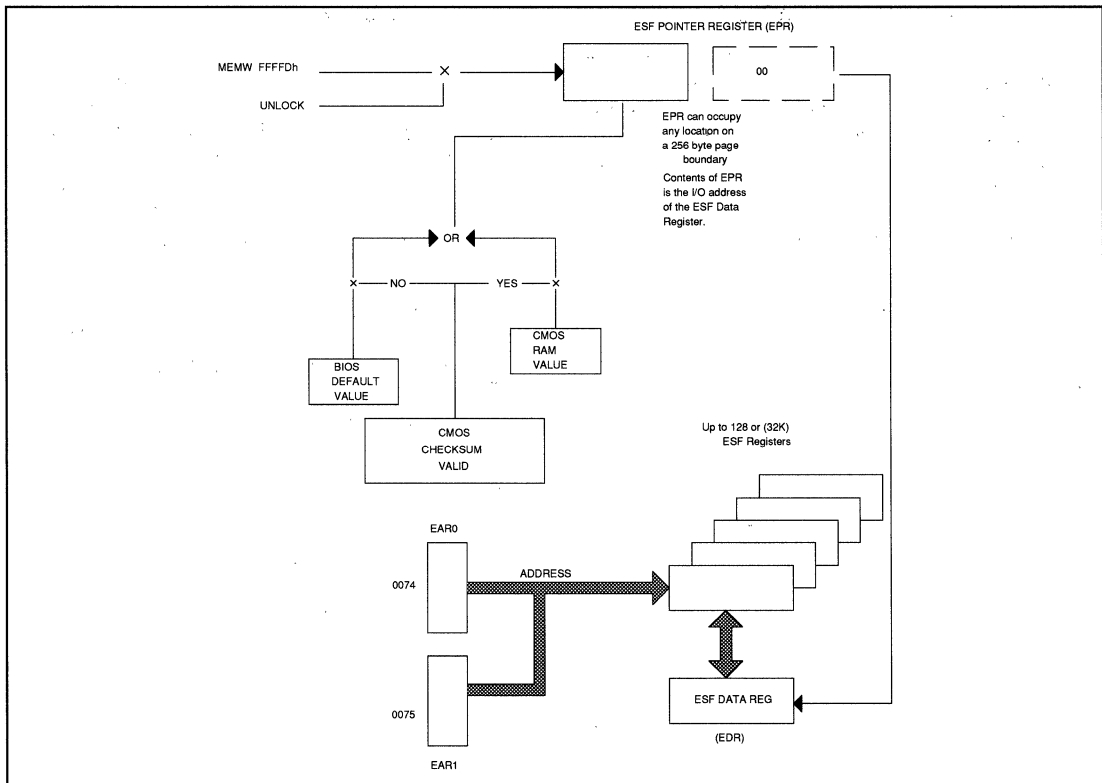 ESF POINTER REGISTER (EPR)
MEMW FFFFDh
×
00
UNLOCK
EPR can occupy
any location on
a 256 byte page
boundary
Contents of EPR
is the I/O address
of the ESF Data
Register.
OR
× NO YES ×
CMOS
RAM
VALUE
BIOS
DEFAULT
VALUE
CMOS
CHECKSUM
VALID
Up to 128 or (32K)
ESF Registers
EAR0
0074
ADDRESS
0075
EAR1
ESF DATA REG
(EDR)